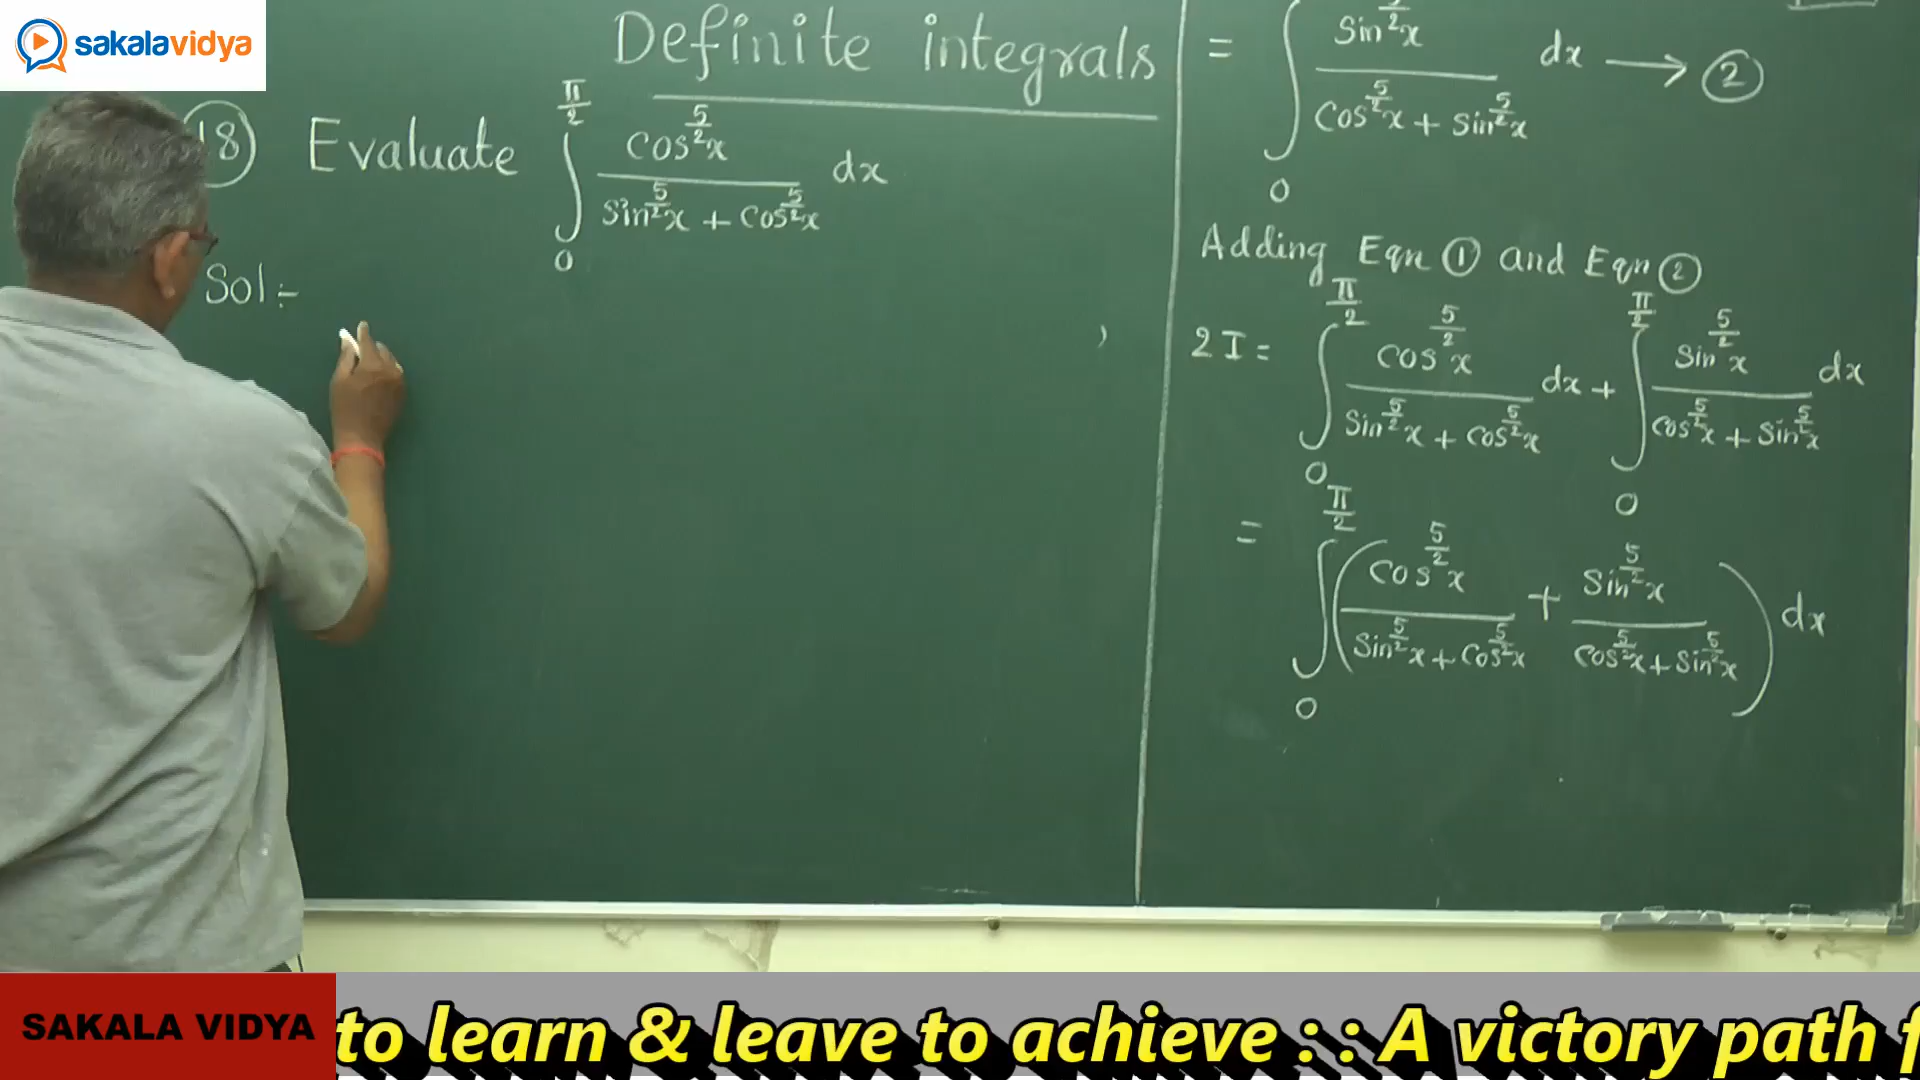 sakalavidya
Definite integrals
18 Evaluate ∫₀^{π/2} cos^{5/2}x / (sin^{5/2}x + cos^{5/2}x) dx
Sol :-
= ∫₀ sin^{5/2}x / (cos^{5/2}x + sin^{5/2}x) dx → ②
Adding Eqn ① and Eqn ②
2I = ∫₀^{π/2} cos^{5/2}x / (sin^{5/2}x + cos^{5/2}x) dx + ∫₀^{π/2} sin^{5/2}x / (cos^{5/2}x + sin^{5/2}x) dx
= ∫₀^{π/2} (cos^{5/2}x / (sin^{5/2}x + cos^{5/2}x) + sin^{5/2}x / (cos^{5/2}x + sin^{5/2}x)) dx
SAKALA VIDYA
to learn & leave to achieve : : A victory path f